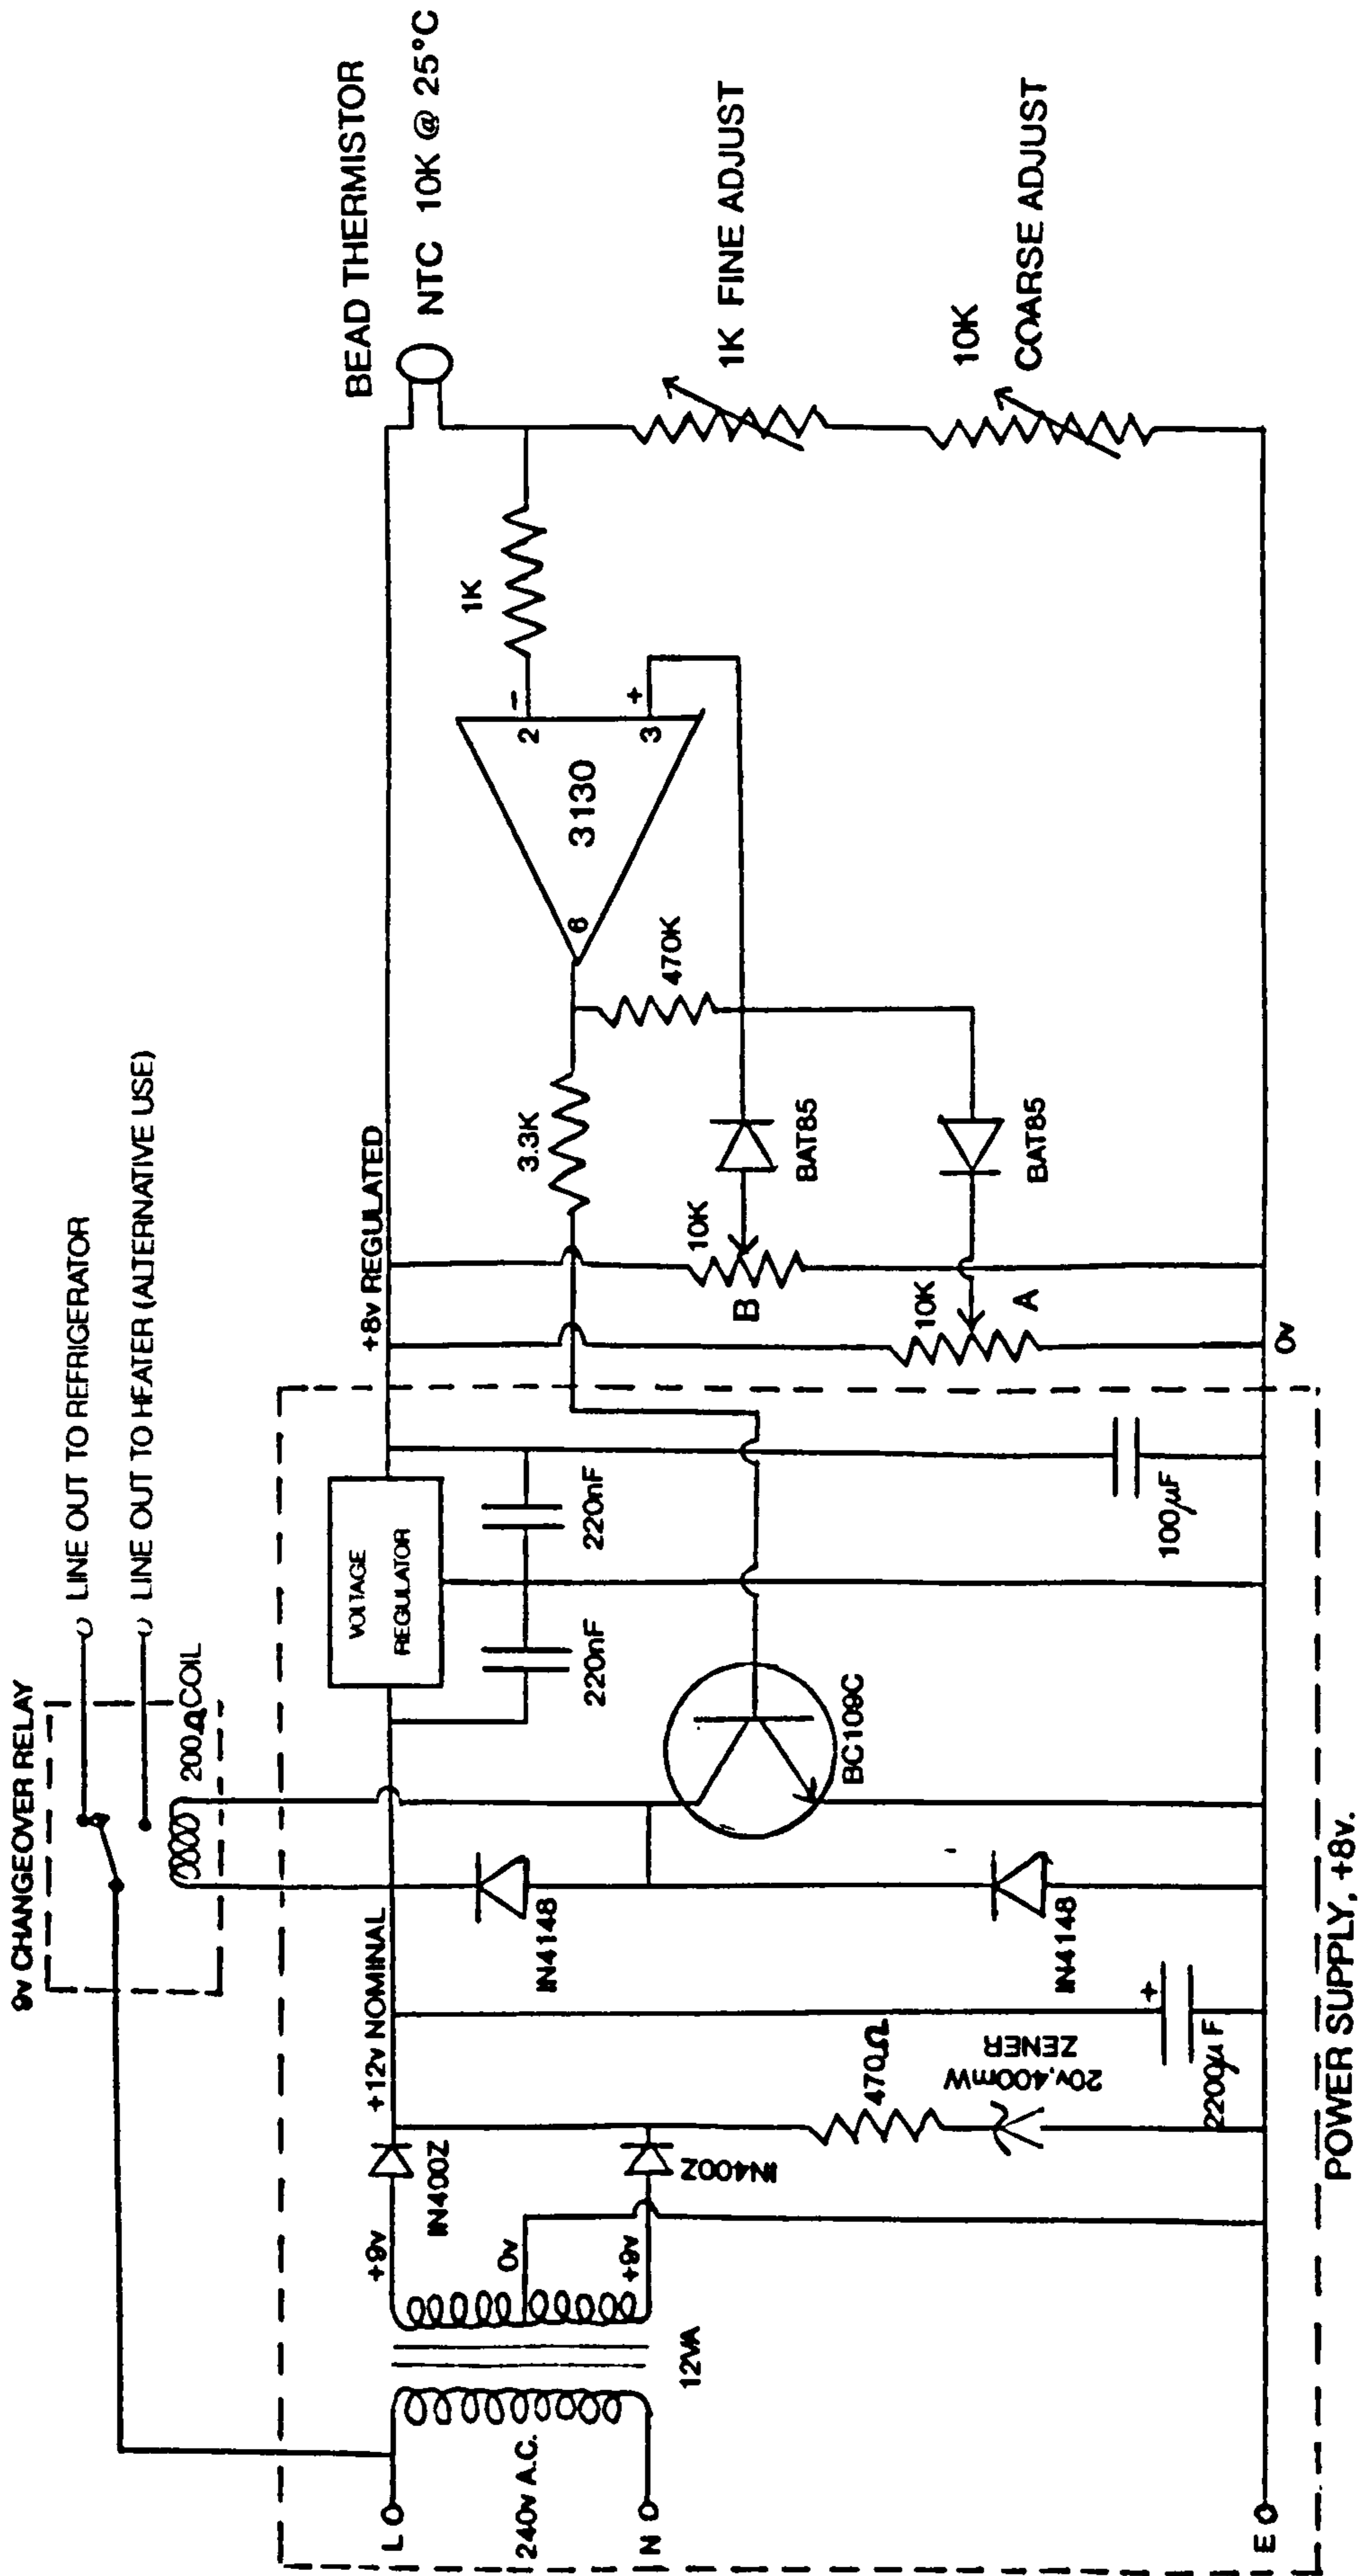 9v CHANGEOVER RELAY
LINE OUT TO REFRIGERATOR
LINE OUT TO HEATER (ALTERNATIVE USE)
200Ω COIL
BEAD THERMISTOR
NTC 10K @ 25°C
+8v REGULATED
+12v NOMINAL
VOLTAGE
REGULATOR
220nF
220nF
L
+9v
IN400Z
0v
+9v
IN400Z
240v A.C.
12VA
N
IN4148
IN4148
BC109C
3.3K
470K
6
3130
2
-
3
+
1K
1K FINE ADJUST
10K
COARSE ADJUST
10K
B
BAT85
10K
A
BAT85
470Ω
20v,400mW
ZENER
+
2200µF
100µF
E
0v
POWER SUPPLY, +8v.